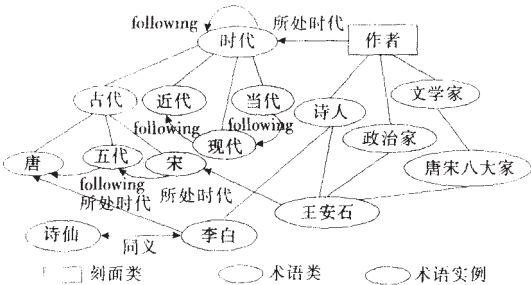 following
所处时代
时代
作者
古代
近代
当代
诗人
文学家
following
following
现代
政治家
唐
五代
宋
唐宋八大家
following
所处时代
所处时代
王安石
诗仙
同义
李白
刻面类
术语类
术语实例